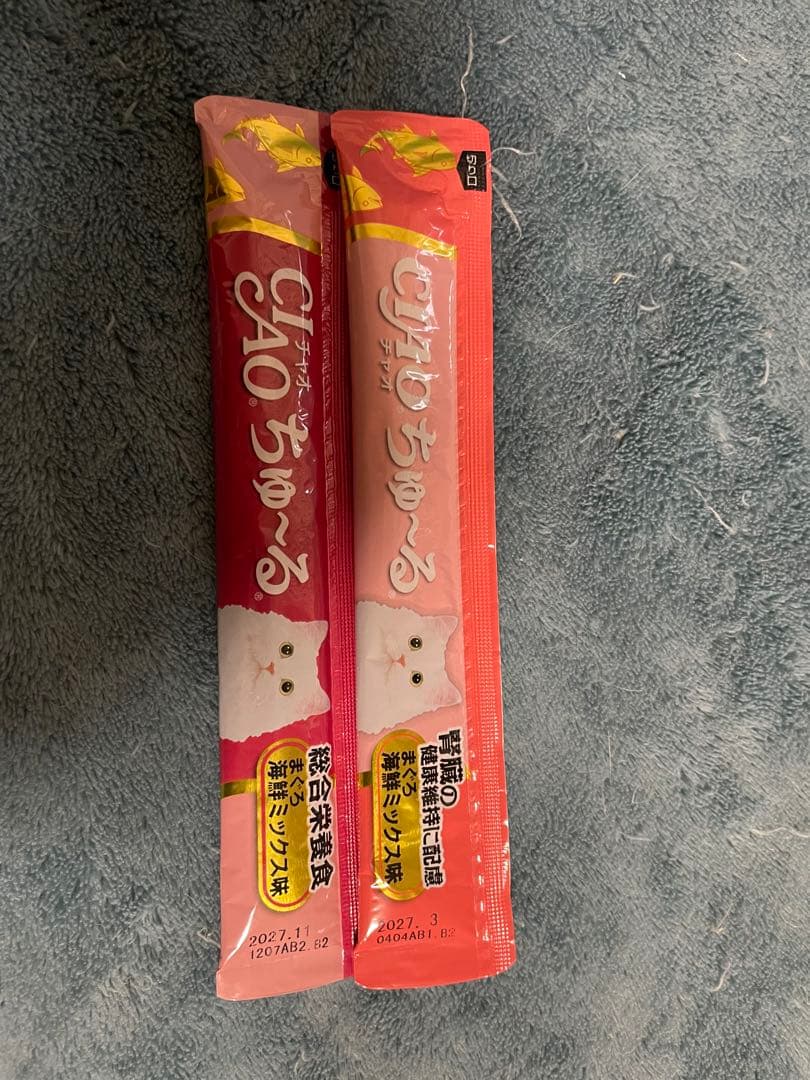 CIAO
チャオ
ちゅ～る
®
総合栄養食
まぐろ
海鮮ミックス味
2027.11
1207AB2.B2
切り口
CIAO
チャオ
ちゅ～る
®
腎臓の
健康維持に配慮
まぐろ
海鮮ミックス味
2027. 3
0404AB1.B2